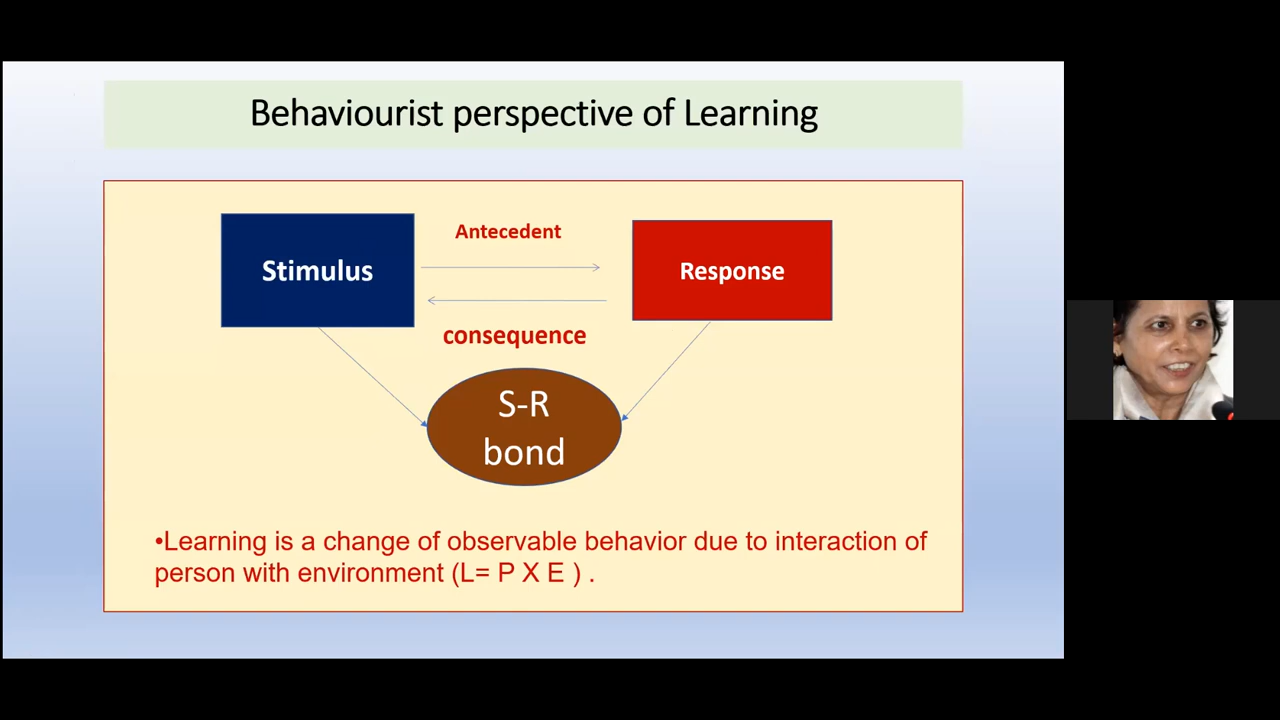 Behaviourist perspective of Learning
Antecedent
Stimulus
Response
consequence
S-R
bond
•Learning is a change of observable behavior due to interaction of
person with environment (L= P X E ) .